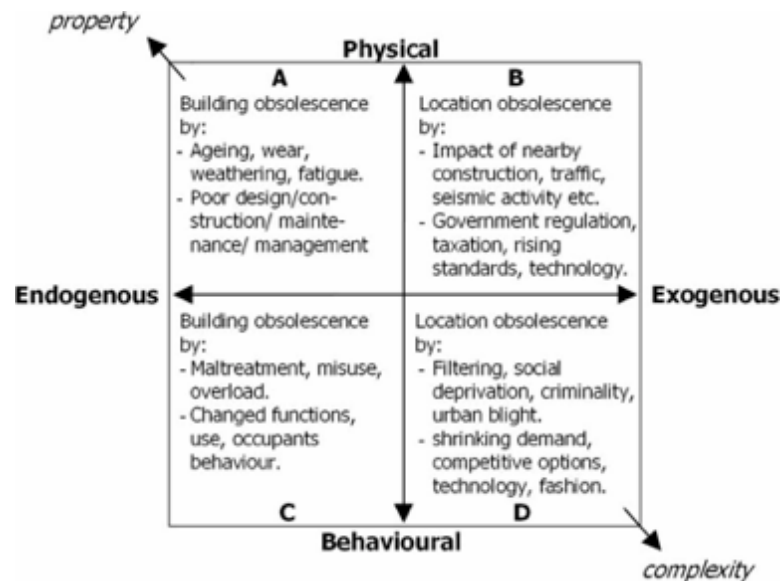 property
Physical
A
Building obsolescence
by:
- Ageing, wear,
weathering, fatigue.
- Poor design/con-
struction/ mainte-
nance/ management
B
Location obsolescence
by:
- Impact of nearby
construction, traffic,
seismic activity etc.
- Government regulation,
taxation, rising
standards, technology.
Endogenous
Exogenous
Building obsolescence
by:
- Maltreatment, misuse,
overload.
- Changed functions,
use, occupants
behaviour.
C
Location obsolescence
by:
- Filtering, social
deprivation, criminality,
urban blight.
- shrinking demand,
competitive options,
technology, fashion.
D
Behavioural
complexity